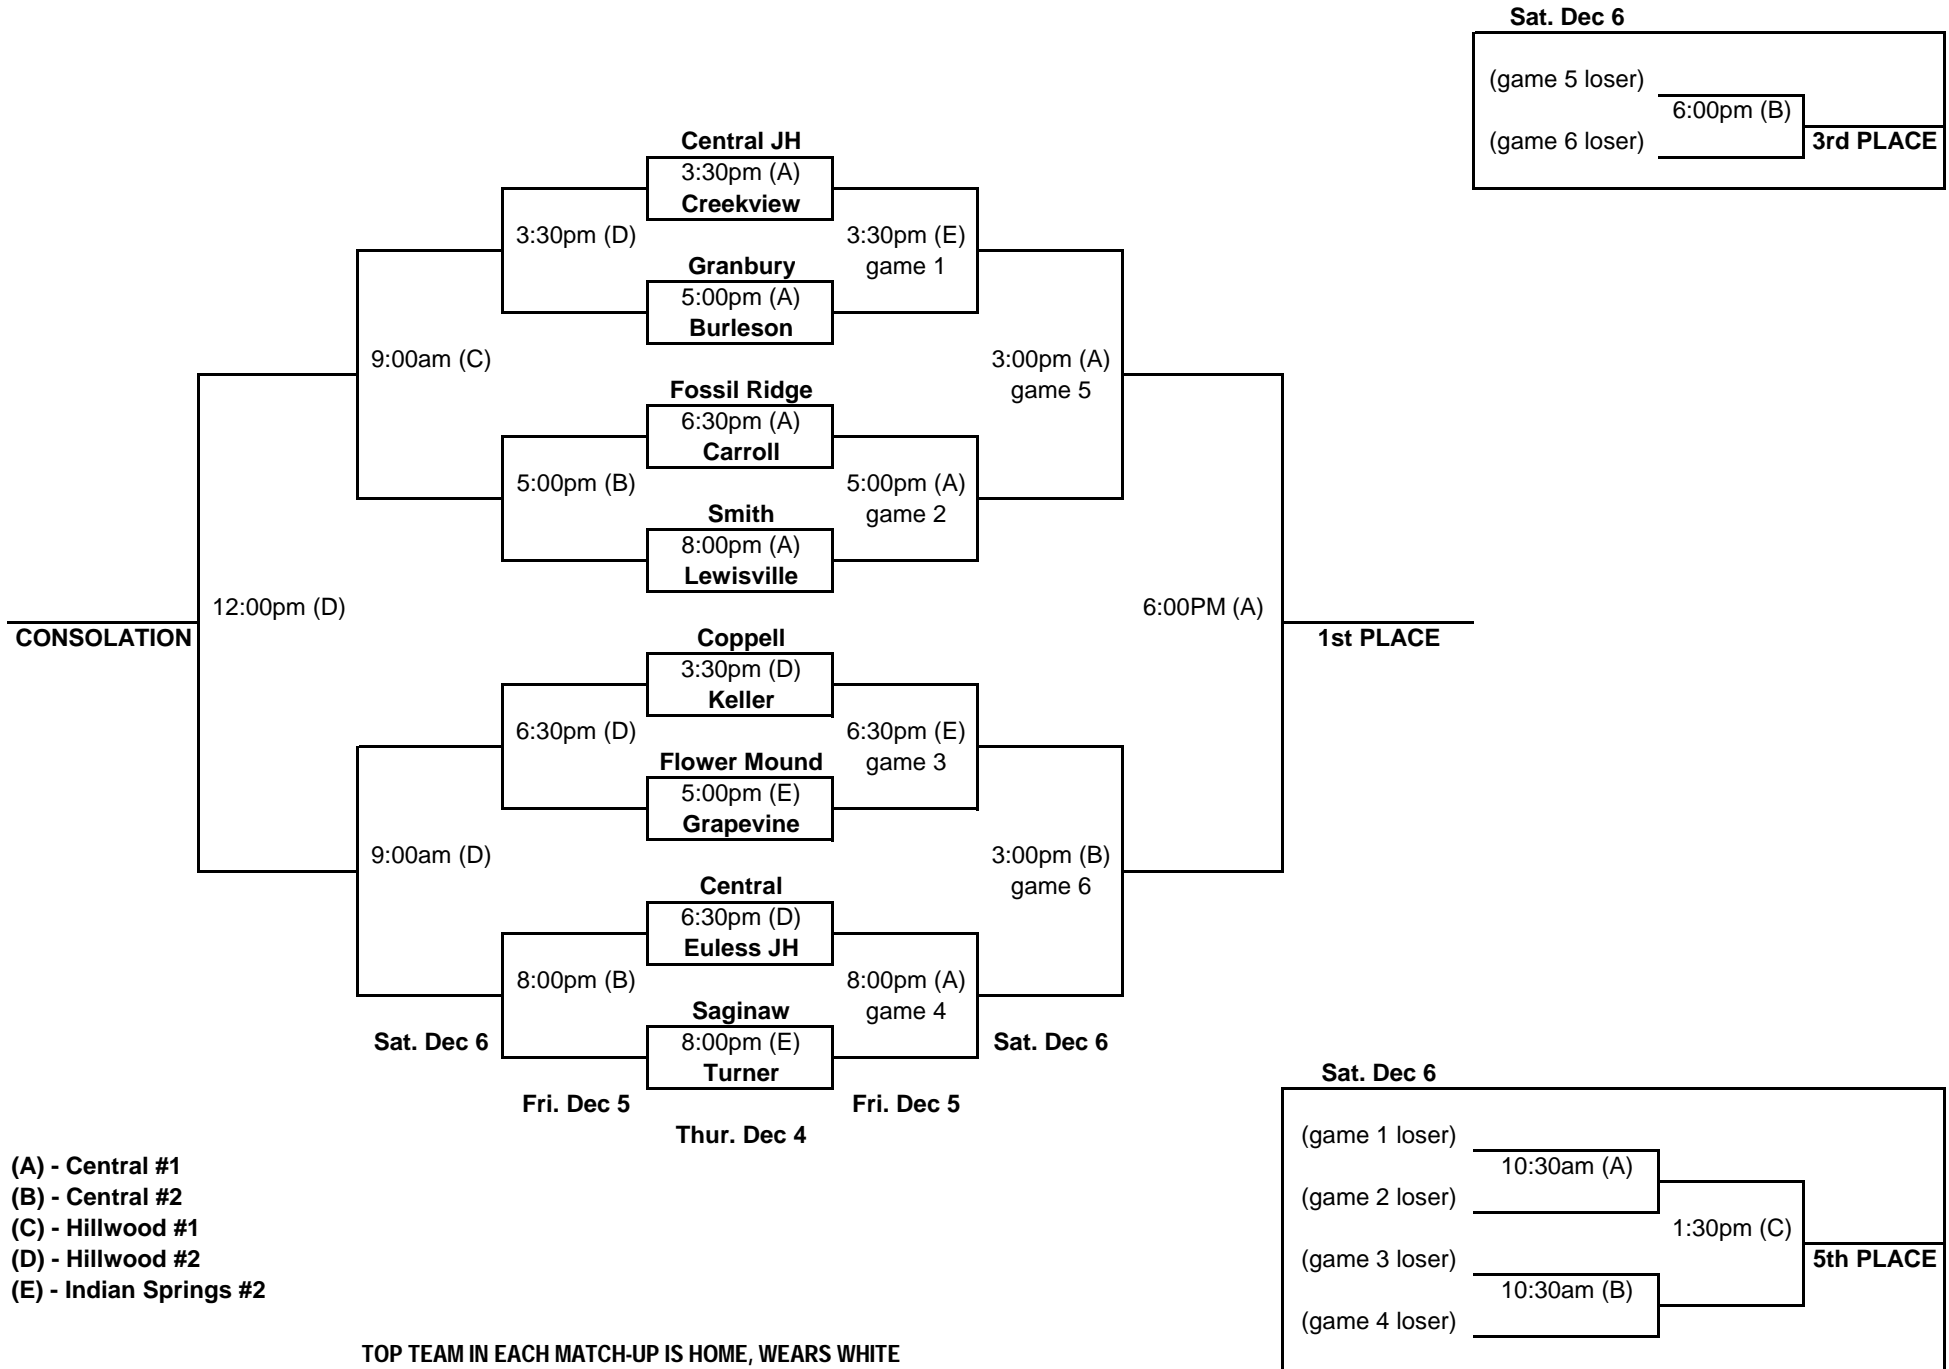 Sat. Dec 6
(game 5 loser)
6:00pm (B)
(game 6 loser)
3rd PLACE
Central JH
3:30pm (A)
Creekview
3:30pm (D)
3:30pm (E)
game 1
Granbury
5:00pm (A)
Burleson
9:00am (C)
3:00pm (A)
game 5
Fossil Ridge
6:30pm (A)
Carroll
5:00pm (B)
5:00pm (A)
game 2
Smith
8:00pm (A)
Lewisville
12:00pm (D)
6:00PM (A)
CONSOLATION
1st PLACE
Coppell
3:30pm (D)
Keller
6:30pm (D)
6:30pm (E)
game 3
Flower Mound
5:00pm (E)
Grapevine
9:00am (D)
3:00pm (B)
game 6
Central
6:30pm (D)
Euless JH
8:00pm (B)
8:00pm (A)
game 4
Saginaw
8:00pm (E)
Turner
Sat. Dec 6
Sat. Dec 6
Fri. Dec 5
Fri. Dec 5
Thur. Dec 4
Sat. Dec 6
(game 1 loser)
10:30am (A)
(game 2 loser)
1:30pm (C)
(game 3 loser)
5th PLACE
10:30am (B)
(game 4 loser)
(A) - Central #1
(B) - Central #2
(C) - Hillwood #1
(D) - Hillwood #2
(E) - Indian Springs #2
TOP TEAM IN EACH MATCH-UP IS HOME, WEARS WHITE